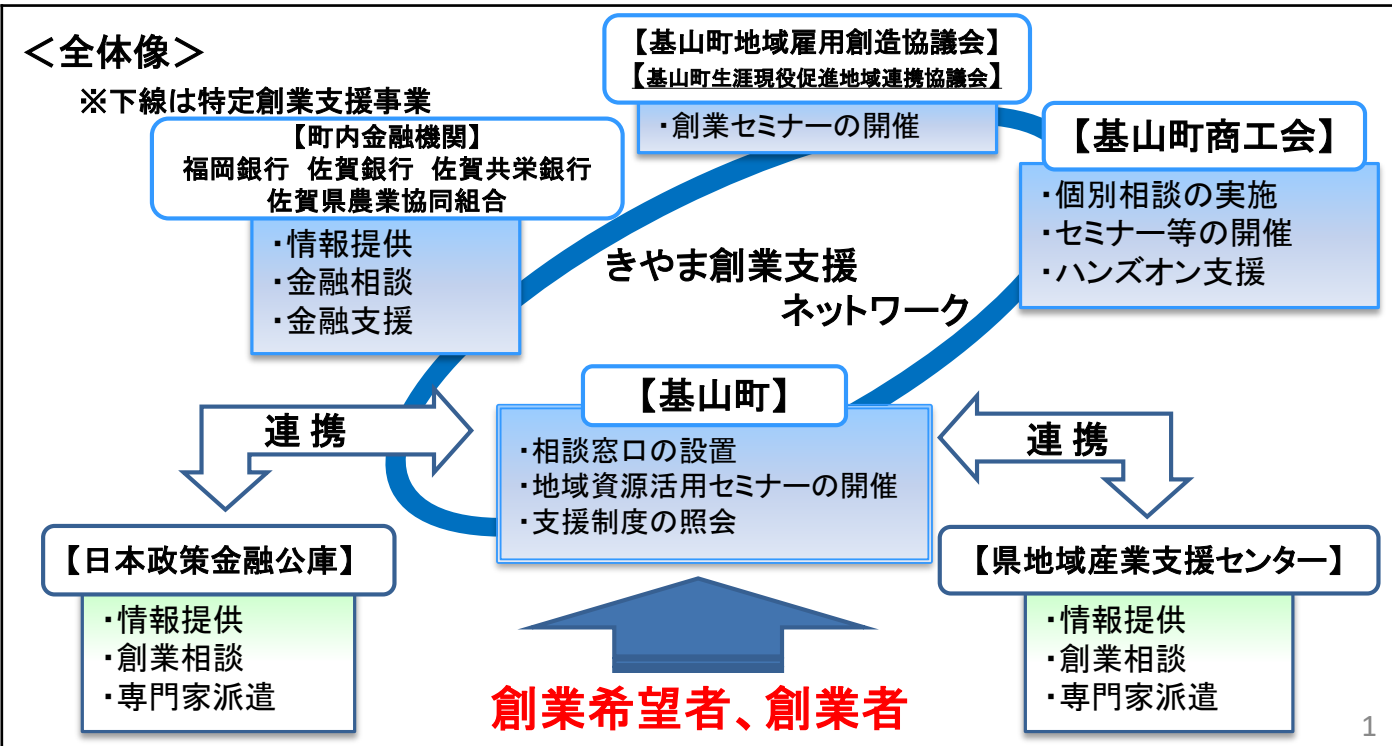 ＜全体像＞
※下線は特定創業支援事業
【基山町地域雇用創造協議会】
【基山町生涯現役促進地域連携協議会】
・創業セミナーの開催
【町内金融機関】
福岡銀行 佐賀銀行 佐賀共栄銀行
佐賀県農業協同組合
・情報提供
・金融相談
・金融支援
【基山町商工会】
・個別相談の実施
・セミナー等の開催
・ハンズオン支援
きやま創業支援
ネットワーク
【基山町】
・相談窓口の設置
・地域資源活用セミナーの開催
・支援制度の照会
連携
連携
【日本政策金融公庫】
・情報提供
・創業相談
・専門家派遣
【県地域産業支援センター】
・情報提供
・創業相談
・専門家派遣
創業希望者、創業者
1